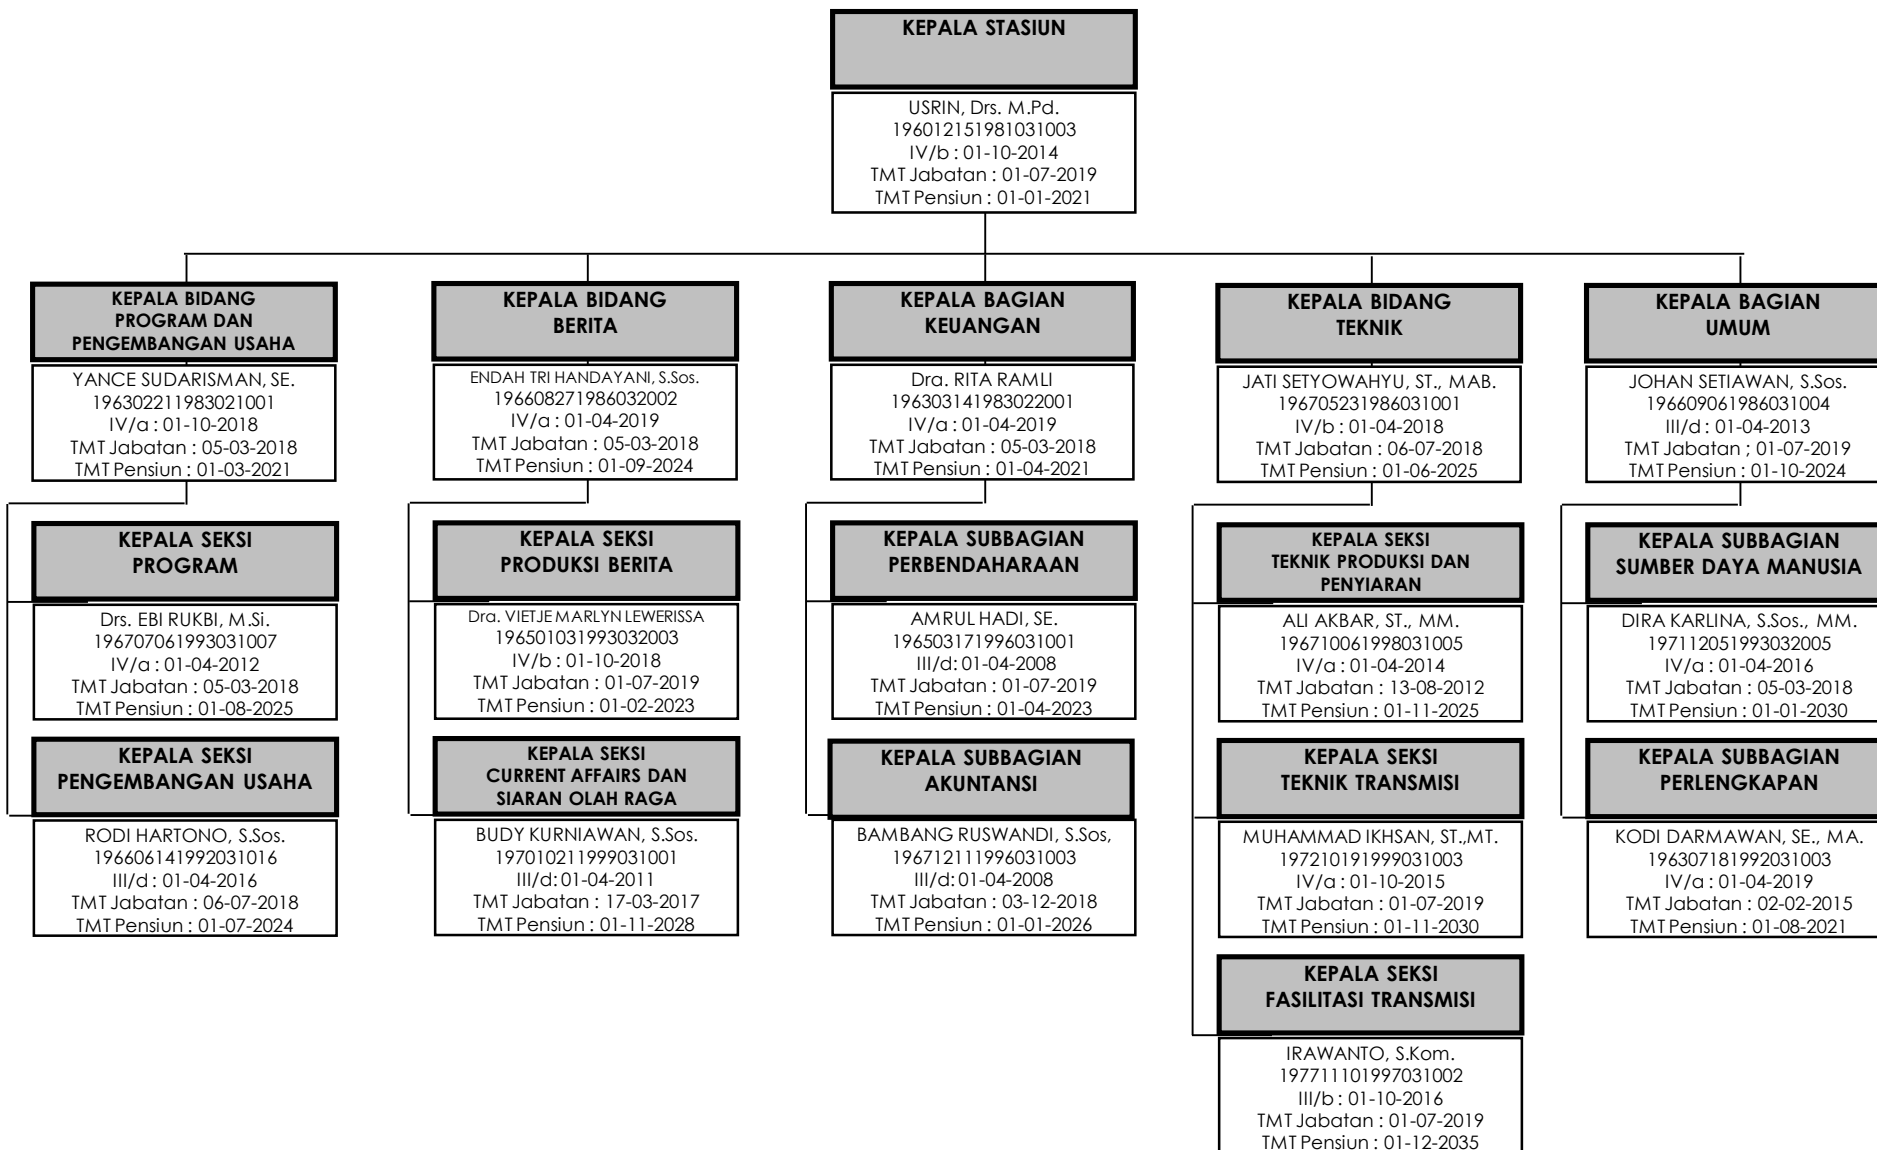 KEPALA STASIUN
USRIN, Drs. M.Pd.
196012151981031003
IV/b : 01-10-2014
TMT Jabatan : 01-07-2019
TMT Pensiun : 01-01-2021
KEPALA BIDANG
PROGRAM DAN
PENGEMBANGAN USAHA
YANCE SUDARISMAN, SE.
196302211983021001
IV/a : 01-10-2018
TMT Jabatan : 05-03-2018
TMT Pensiun : 01-03-2021
KEPALA SEKSI
PROGRAM
Drs. EBI RUKBI, M.Si.
196707061993031007
IV/a : 01-04-2012
TMT Jabatan : 05-03-2018
TMT Pensiun : 01-08-2025
KEPALA SEKSI
PENGEMBANGAN USAHA
RODI HARTONO, S.Sos.
196606141992031016
III/d : 01-04-2016
TMT Jabatan : 06-07-2018
TMT Pensiun : 01-07-2024
KEPALA BIDANG
BERITA
ENDAH TRI HANDAYANI, S.Sos.
196608271986032002
IV/a : 01-04-2019
TMT Jabatan : 05-03-2018
TMT Pensiun : 01-09-2024
KEPALA SEKSI
PRODUKSI BERITA
Dra. VIETJE MARLYN LEWERISSA
196501031993032003
IV/b : 01-10-2018
TMT Jabatan : 01-07-2019
TMT Pensiun : 01-02-2023
KEPALA SEKSI
CURRENT AFFAIRS DAN
SIARAN OLAH RAGA
BUDY KURNIAWAN, S.Sos.
197010211999031001
III/d: 01-04-2011
TMT Jabatan : 17-03-2017
TMT Pensiun : 01-11-2028
KEPALA BAGIAN
KEUANGAN
Dra. RITA RAMLI
196303141983022001
IV/a : 01-04-2019
TMT Jabatan : 05-03-2018
TMT Pensiun : 01-04-2021
KEPALA SUBBAGIAN
PERBENDAHARAAN
AMRUL HADI, SE.
196503171996031001
III/d: 01-04-2008
TMT Jabatan : 01-07-2019
TMT Pensiun : 01-04-2023
KEPALA SUBBAGIAN
AKUNTANSI
BAMBANG RUSWANDI, S.Sos,
196712111996031003
III/d: 01-04-2008
TMT Jabatan : 03-12-2018
TMT Pensiun : 01-01-2026
KEPALA BIDANG
TEKNIK
JATI SETYOWAHYU, ST., MAB.
196705231986031001
IV/b : 01-04-2018
TMT Jabatan : 06-07-2018
TMT Pensiun : 01-06-2025
KEPALA SEKSI
TEKNIK PRODUKSI DAN
PENYIARAN
ALI AKBAR, ST., MM.
196710061998031005
IV/a : 01-04-2014
TMT Jabatan : 13-08-2012
TMT Pensiun : 01-11-2025
KEPALA SEKSI
TEKNIK TRANSMISI
MUHAMMAD IKHSAN, ST.,MT.
197210191999031003
IV/a : 01-10-2015
TMT Jabatan : 01-07-2019
TMT Pensiun : 01-11-2030
KEPALA SEKSI
FASILITASI TRANSMISI
IRAWANTO, S.Kom.
197711101997031002
III/b : 01-10-2016
TMT Jabatan : 01-07-2019
TMT Pensiun : 01-12-2035
KEPALA BAGIAN
UMUM
JOHAN SETIAWAN, S.Sos.
196609061986031004
III/d : 01-04-2013
TMT Jabatan ; 01-07-2019
TMT Pensiun : 01-10-2024
KEPALA SUBBAGIAN
SUMBER DAYA MANUSIA
DIRA KARLINA, S.Sos., MM.
197112051993032005
IV/a : 01-04-2016
TMT Jabatan : 05-03-2018
TMT Pensiun : 01-01-2030
KEPALA SUBBAGIAN
PERLENGKAPAN
KODI DARMAWAN, SE., MA.
196307181992031003
IV/a : 01-04-2019
TMT Jabatan : 02-02-2015
TMT Pensiun : 01-08-2021